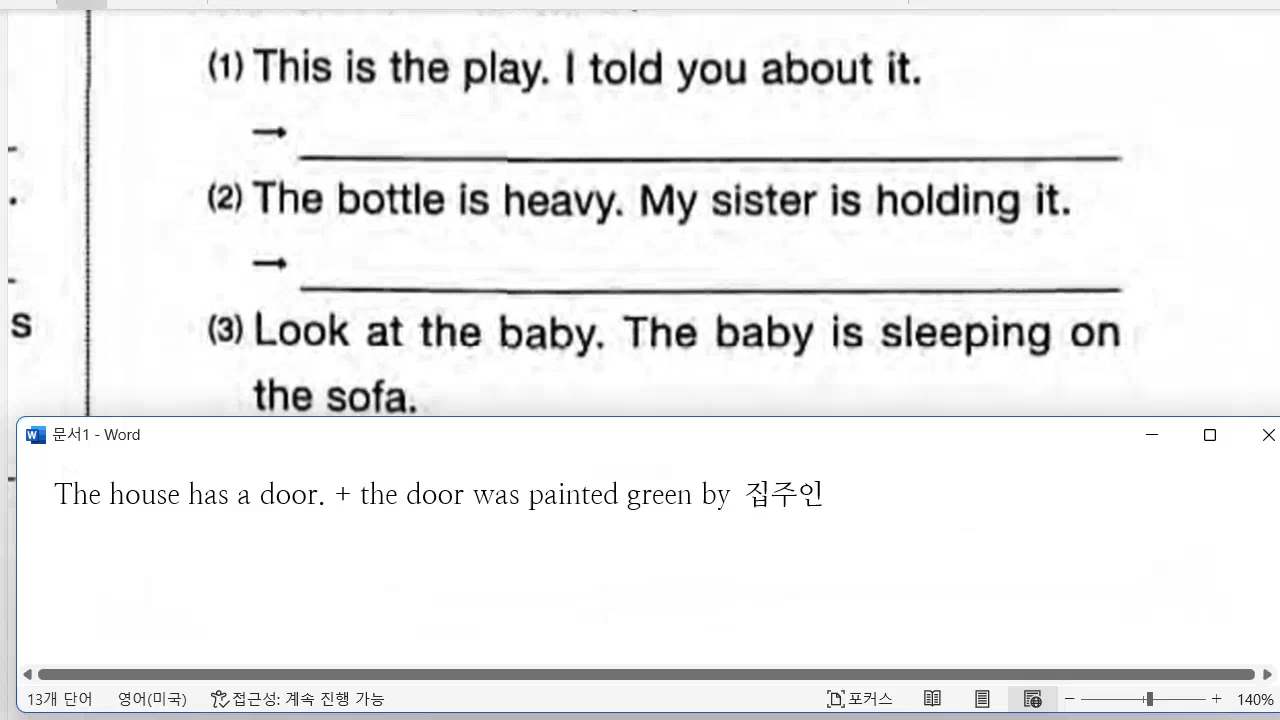 (1) This is the play. I told you about it.
→
(2) The bottle is heavy. My sister is holding it.
→
s
(3) Look at the baby. The baby is sleeping on
the sofa.
문서1 - Word
The house has a door. + the door was painted green by 집주인
13개 단어 영어(미국) 접근성: 계속 진행 가능 포커스 140%